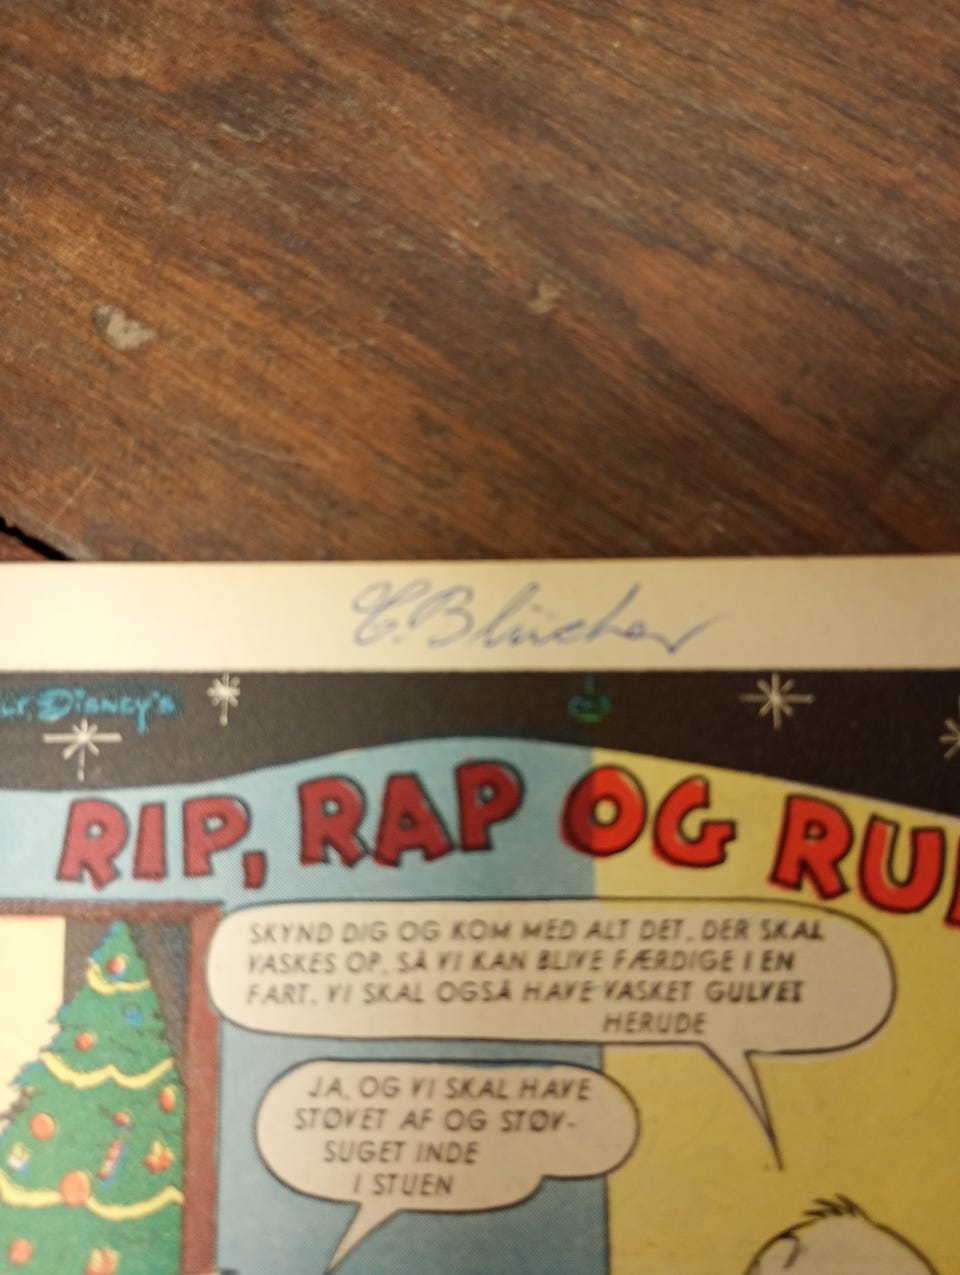 C. Blücher
Disney's
RIP, RAP OG
SKYND DIG OG KOM MED ALT DET, DER SKAL
VASKES OP, SÅ VI KAN BLIVE FÆRDIGE I EN
FART. VI SKAL OGSÅ HAVE VASKET GULVET
HERUDE
JA, OG VI SKAL HAVE
STØVET AF OG STØV-
SUGET INDE
I STUEN